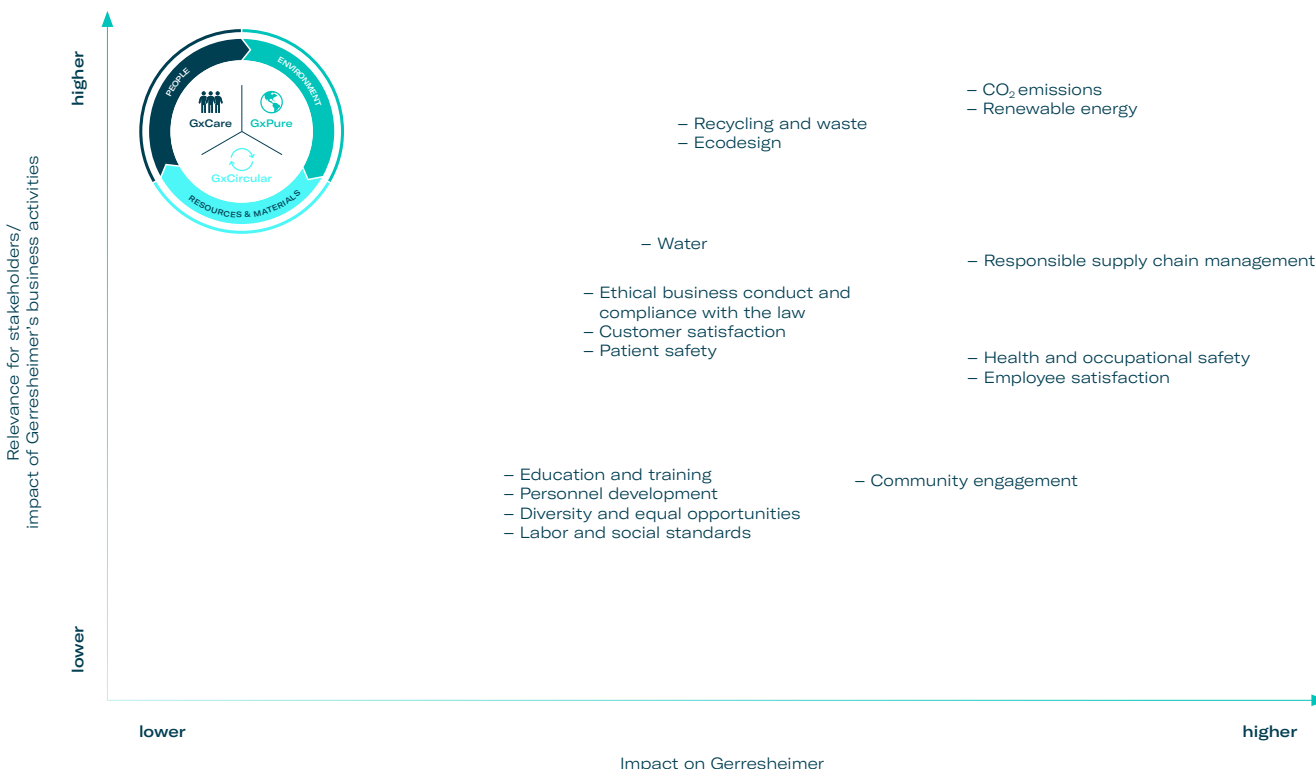 higher
PEOPLE
ENVIRONMENT
GxCare
GxPure
GxCircular
RESOURCES & MATERIALS
– CO₂ emissions
– Renewable energy
– Recycling and waste
– Ecodesign
– Water
– Responsible supply chain management
– Ethical business conduct and
compliance with the law
– Customer satisfaction
– Patient safety
– Health and occupational safety
– Employee satisfaction
– Education and training
– Personnel development
– Diversity and equal opportunities
– Labor and social standards
– Community engagement
Relevance for stakeholders/
impact of Gerresheimer's business activities
lower
lower
higher
Impact on Gerresheimer